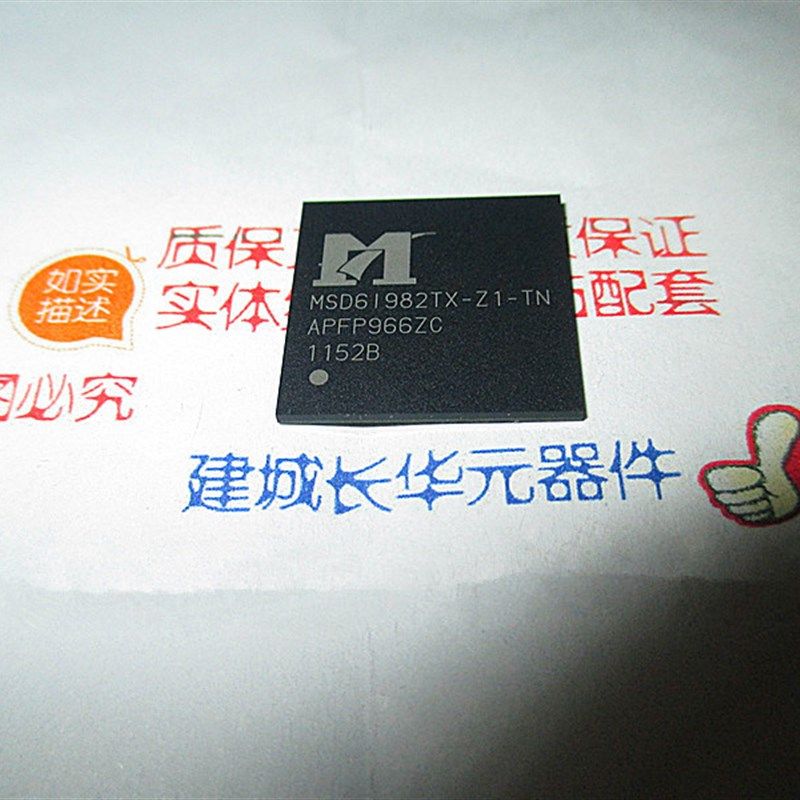 质保
保证
实体
配套
如实
描述
必究
MSD6I982TX-Z1-TN
APFP966ZC
1152B
建城长华元器件